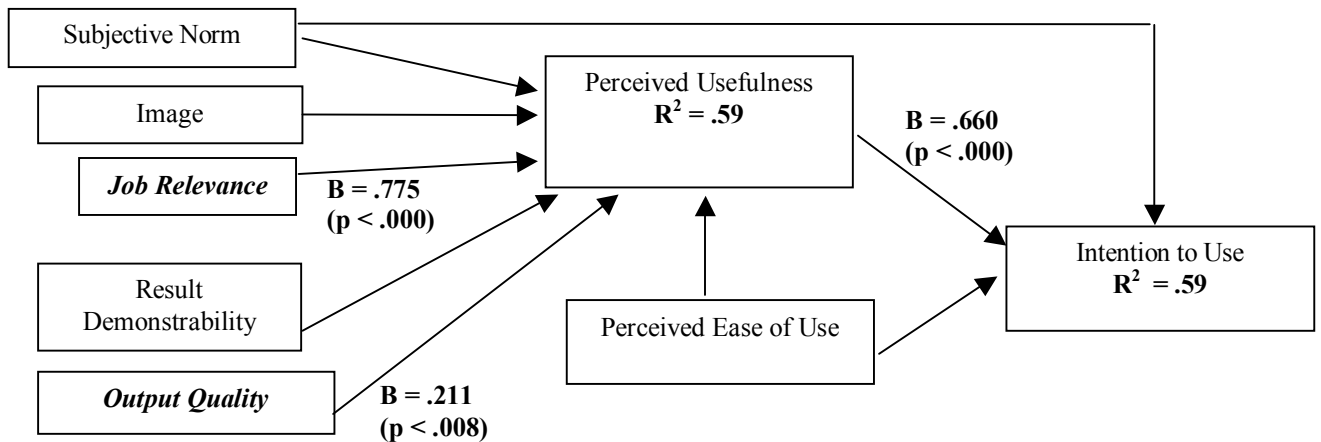 Subjective Norm
Image
Job Relevance
B = .775
(p < .000)
Result
Demonstrability
Output Quality
B = .211
(p < .008)
Perceived Usefulness
R² = .59
Perceived Ease of Use
B = .660
(p < .000)
Intention to Use
R² = .59